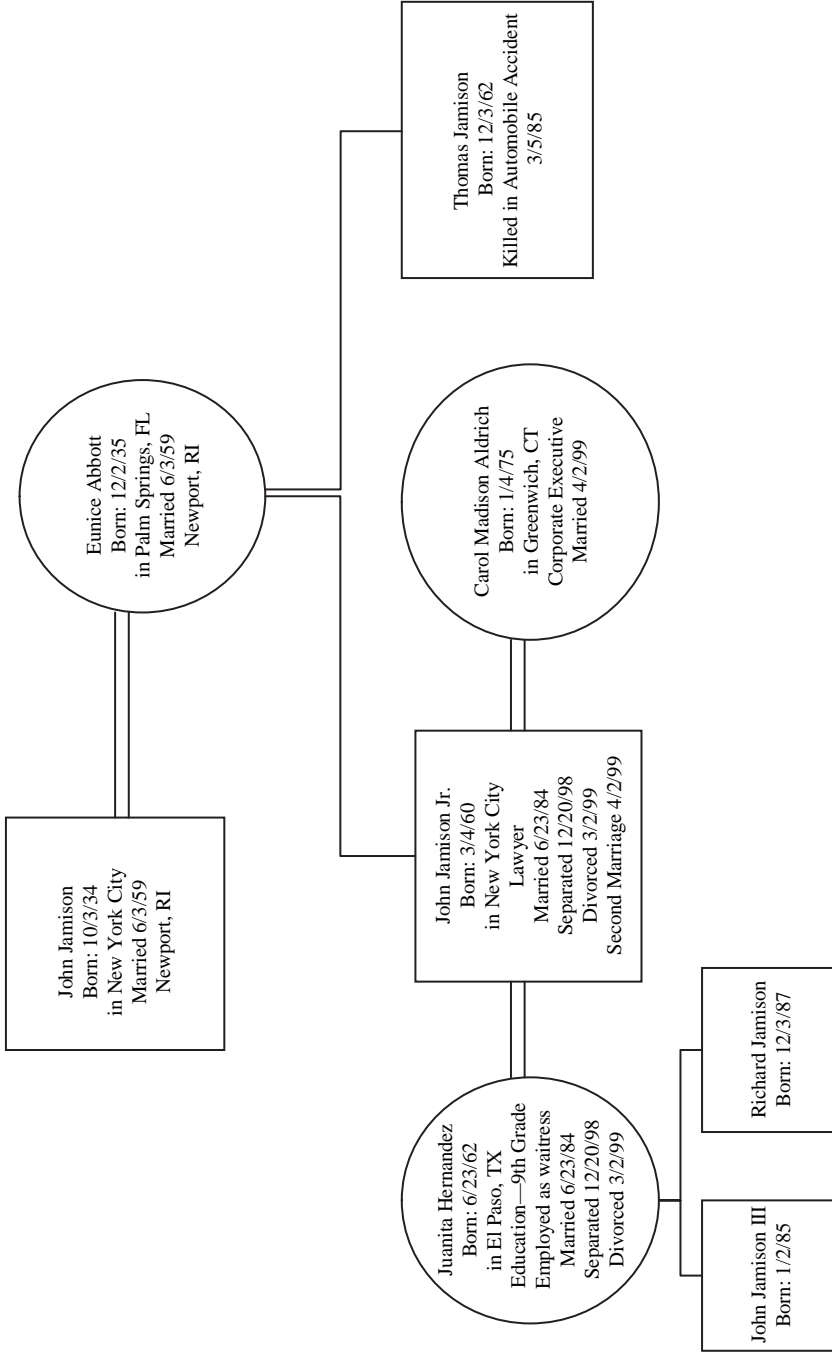 John Jamison
Born: 10/3/34
in New York City
Married 6/3/59
Newport, RI
Eunice Abbott
Born: 12/2/35
in Palm Springs, FL
Married 6/3/59
Newport, RI
Juanita Hernandez
Born: 6/23/62
in El Paso, TX
Education—9th Grade
Employed as waitress
Married 6/23/84
Separated 12/20/98
Divorced 3/2/99
John Jamison Jr.
Born: 3/4/60
in New York City
Lawyer
Married 6/23/84
Separated 12/20/98
Divorced 3/2/99
Second Marriage 4/2/99
Carol Madison Aldrich
Born: 1/4/75
in Greenwich, CT
Corporate Executive
Married 4/2/99
Thomas Jamison
Born: 12/3/62
Killed in Automobile Accident
3/5/85
John Jamison III
Born: 1/2/85
Richard Jamison
Born: 12/3/87